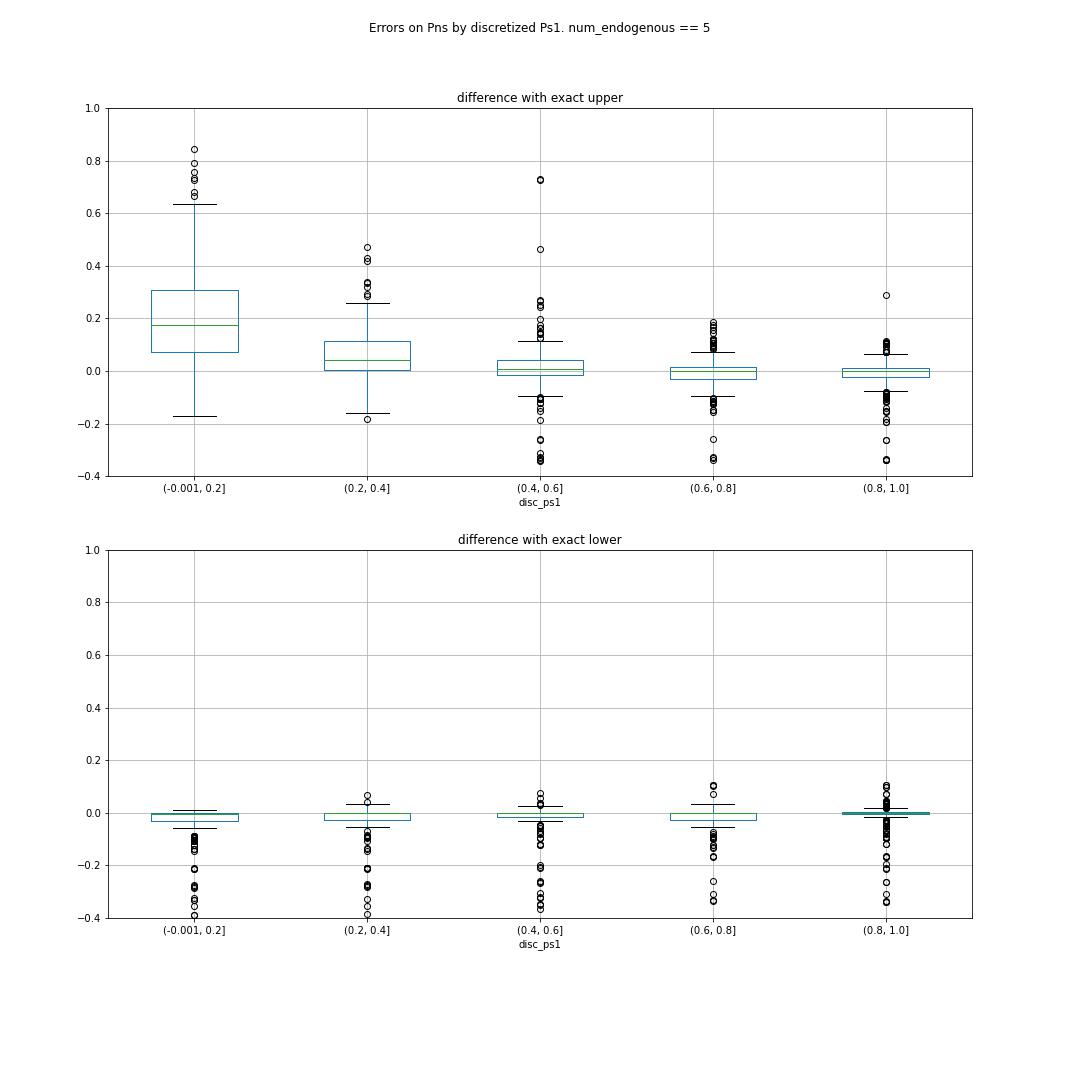 Errors on Pns by discretized Ps1. num_endogenous == 5
difference with exact upper
1.0
0.8
0.6
0.4
0.2
0.0
−0.2
−0.4
(-0.001, 0.2] (0.2, 0.4] (0.4, 0.6] (0.6, 0.8] (0.8, 1.0]
disc_ps1
difference with exact lower
1.0
0.8
0.6
0.4
0.2
0.0
−0.2
−0.4
(-0.001, 0.2] (0.2, 0.4] (0.4, 0.6] (0.6, 0.8] (0.8, 1.0]
disc_ps1